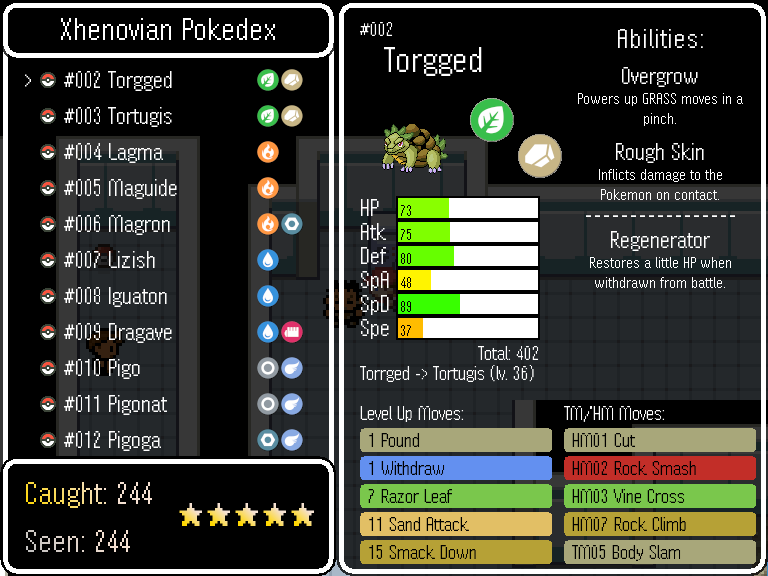 Xhenovian Pokedex
> #002 Torgged
#003 Tortugis
#004 Lagma
#005 Maguide
#006 Magron
#007 Lizish
#008 Iguaton
#009 Dragave
#010 Pigo
#011 Pigonat
#012 Pigoga
Caught: 244
Seen: 244
#002
Torgged
HP 73
Atk 75
Def 80
SpA 48
SpD 89
Spe 37
Total: 402
Torrged -> Tortugis (lv. 36)
Abilities:
Overgrow
Powers up GRASS moves in a
pinch.
Rough Skin
Inflicts damage to the
Pokemon on contact.
Regenerator
Restores a little HP when
withdrawn from battle.
Level Up Moves:
1 Pound
1 Withdraw
7 Razor Leaf
11 Sand Attack
15 Smack Down
TM/HM Moves:
HM01 Cut
HM02 Rock Smash
HM03 Vine Cross
HM07 Rock Climb
TM05 Body Slam